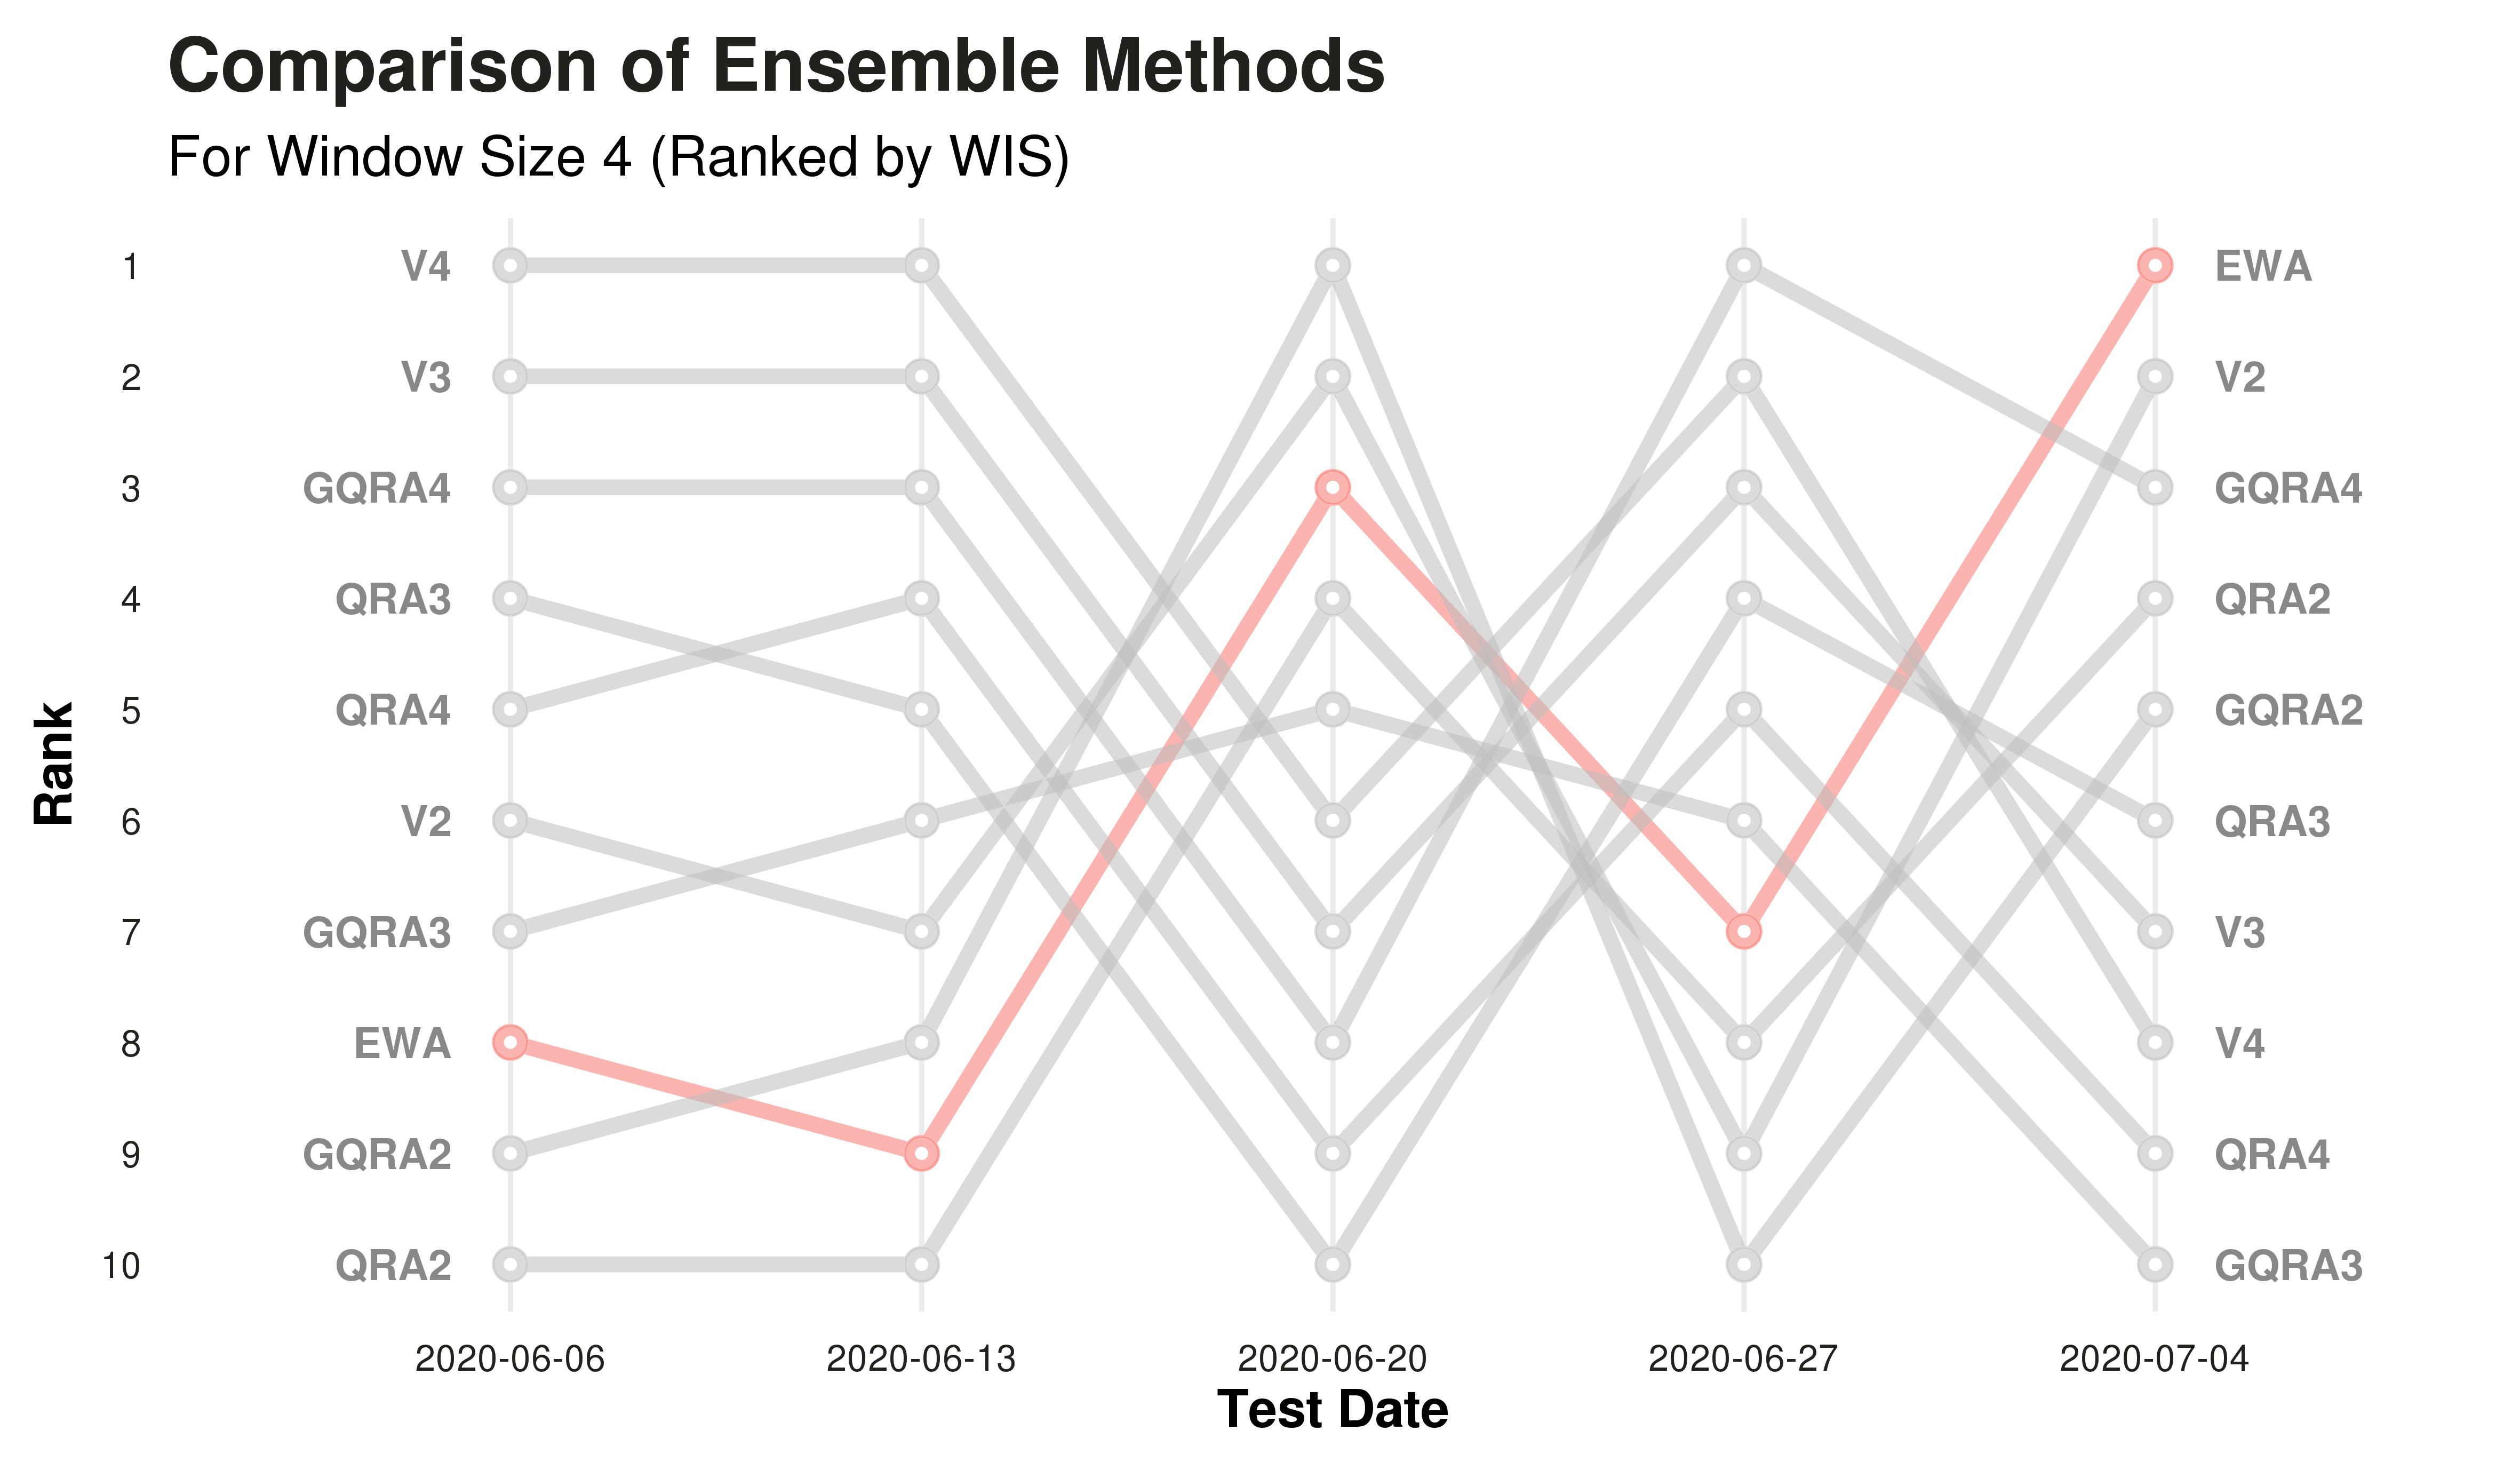 Comparison of Ensemble Methods
For Window Size 4 (Ranked by WIS)
1 V4 EWA
2 V3 V2
3 GQRA4 GQRA4
4 QRA3 QRA2
5 QRA4 GQRA2
6 V2 QRA3
7 GQRA3 V3
8 EWA V4
9 GQRA2 QRA4
10 QRA2 GQRA3
Rank
2020-06-06 2020-06-13 2020-06-20 2020-06-27 2020-07-04
Test Date